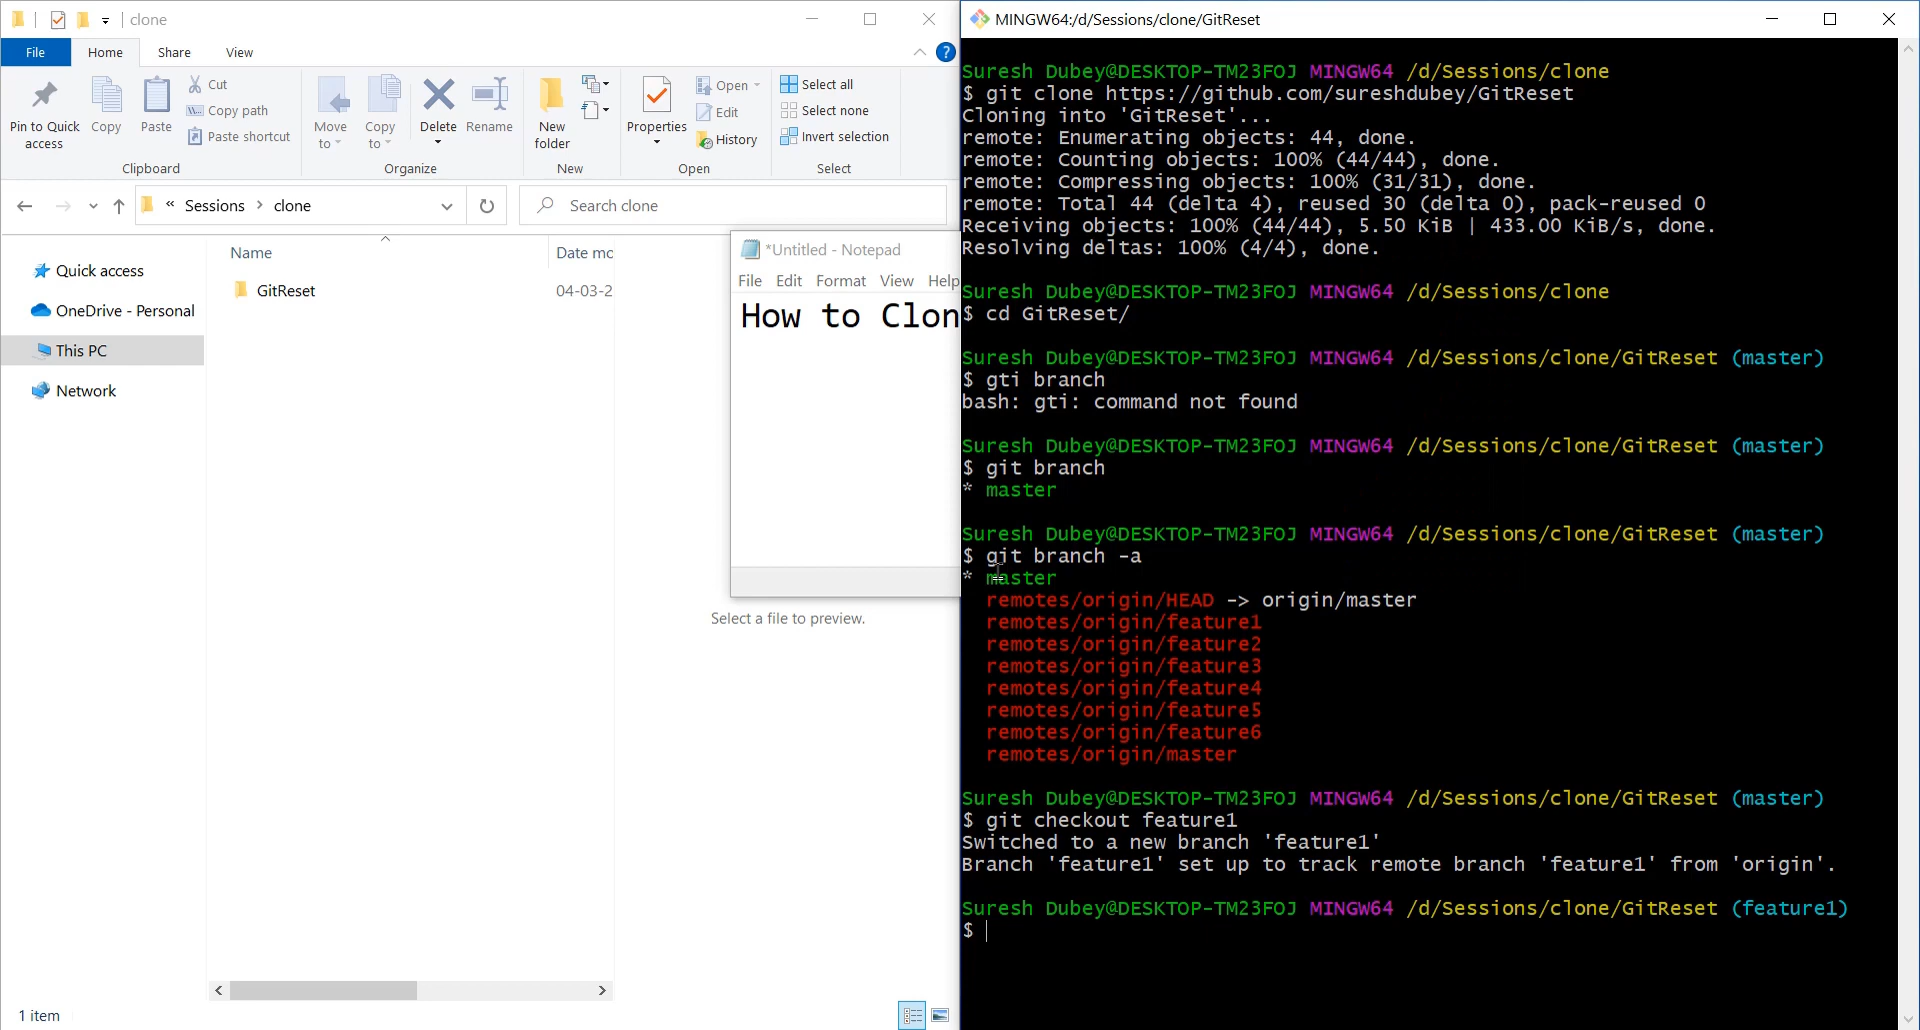 clone
File
Home
Share
View
Pin to Quick
access
Copy
Paste
Cut
Copy path
Paste shortcut
Clipboard
Move
to
Copy
to
Delete
Rename
Organize
New
folder
New
Properties
Open
Edit
History
Open
Select all
Select none
Invert selection
Select
« Sessions > clone
Search clone
Name
Date mo
Quick access
OneDrive - Personal
This PC
Network
GitReset
04-03-2
*Untitled - Notepad
File Edit Format View Help
How to Clon
Select a file to preview.
1 item
MINGW64:/d/Sessions/clone/GitReset
Suresh Dubey@DESKTOP-TM23FOJ MINGW64 /d/Sessions/clone
$ git clone https://github.com/sureshdubey/GitReset
Cloning into 'GitReset'...
remote: Enumerating objects: 44, done.
remote: Counting objects: 100% (44/44), done.
remote: Compressing objects: 100% (31/31), done.
remote: Total 44 (delta 4), reused 30 (delta 0), pack-reused 0
Receiving objects: 100% (44/44), 5.50 KiB | 433.00 KiB/s, done.
Resolving deltas: 100% (4/4), done.
Suresh Dubey@DESKTOP-TM23FOJ MINGW64 /d/Sessions/clone
$ cd GitReset/
Suresh Dubey@DESKTOP-TM23FOJ MINGW64 /d/Sessions/clone/GitReset (master)
$ gti branch
bash: gti: command not found
Suresh Dubey@DESKTOP-TM23FOJ MINGW64 /d/Sessions/clone/GitReset (master)
$ git branch
* master
Suresh Dubey@DESKTOP-TM23FOJ MINGW64 /d/Sessions/clone/GitReset (master)
$ git branch -a
* master
remotes/origin/HEAD -> origin/master
remotes/origin/feature1
remotes/origin/feature2
remotes/origin/feature3
remotes/origin/feature4
remotes/origin/feature5
remotes/origin/feature6
remotes/origin/master
Suresh Dubey@DESKTOP-TM23FOJ MINGW64 /d/Sessions/clone/GitReset (master)
$ git checkout feature1
Switched to a new branch 'feature1'
Branch 'feature1' set up to track remote branch 'feature1' from 'origin'.
Suresh Dubey@DESKTOP-TM23FOJ MINGW64 /d/Sessions/clone/GitReset (feature1)
$